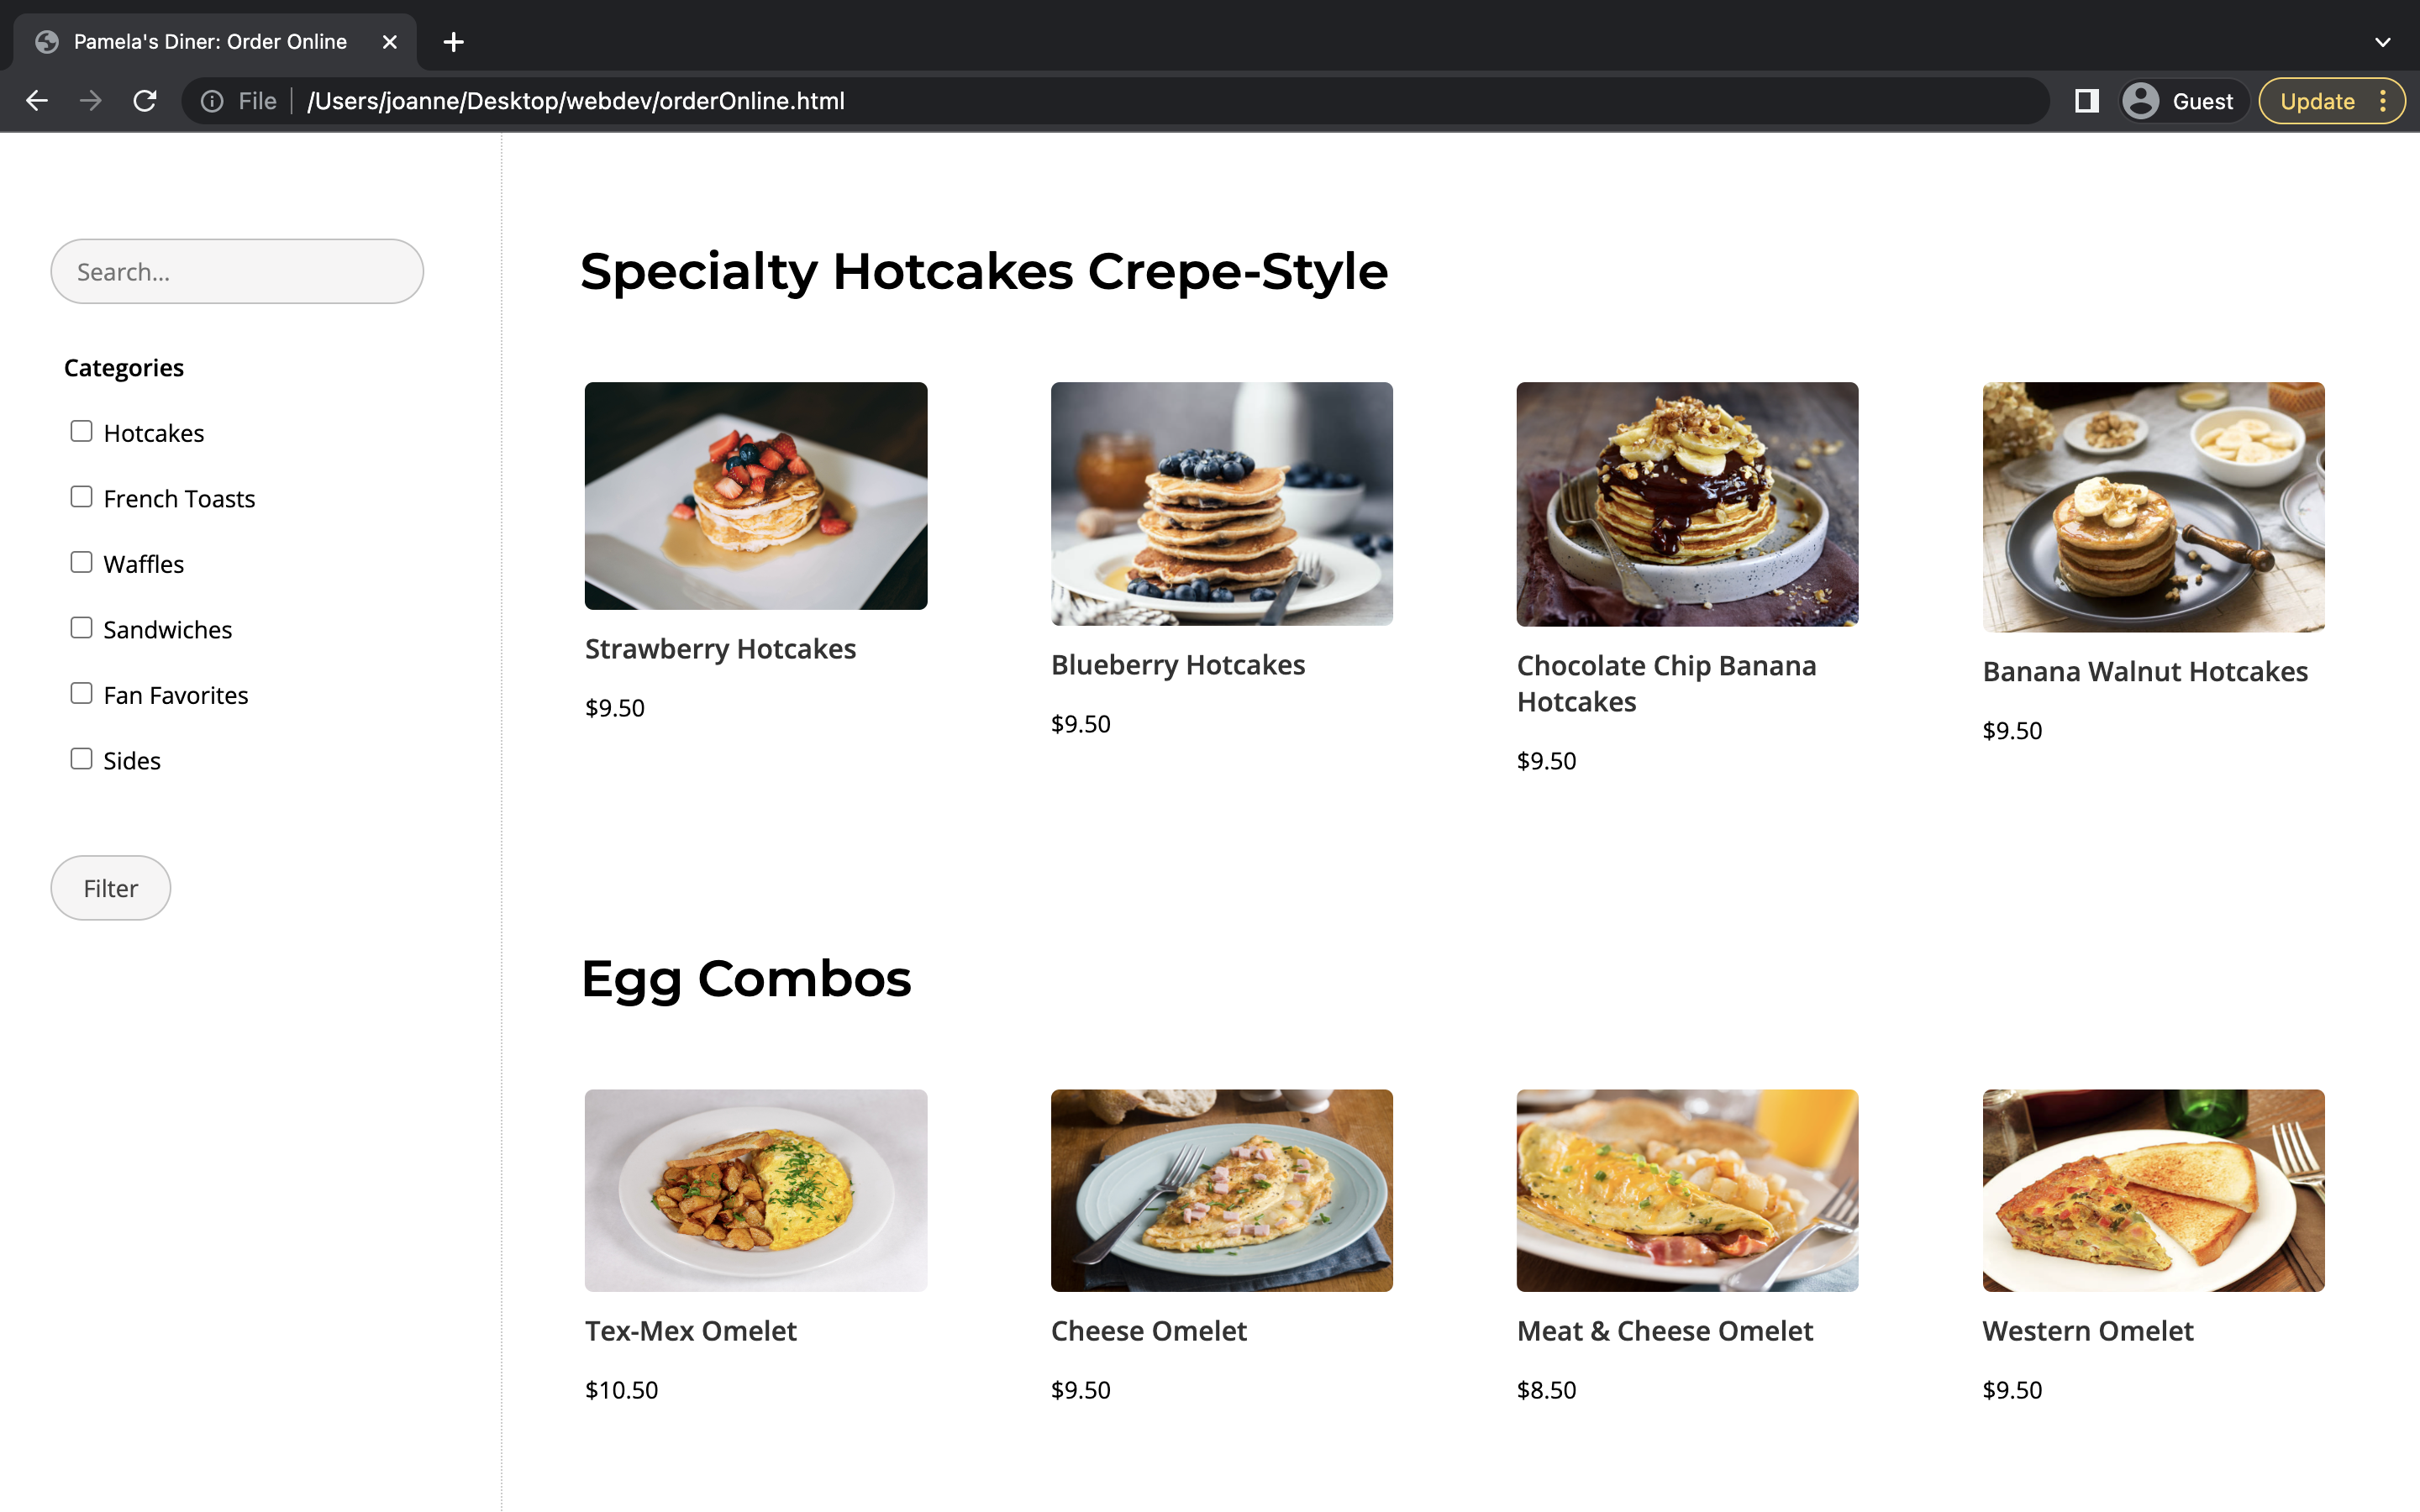 Pamela's Diner: Order Online
File
/Users/joanne/Desktop/webdev/orderOnline.html
Guest
Update
Search...
Categories
Hotcakes
French Toasts
Waffles
Sandwiches
Fan Favorites
Sides
Filter
Specialty Hotcakes Crepe-Style
Strawberry Hotcakes
$9.50
Blueberry Hotcakes
$9.50
Chocolate Chip Banana
Hotcakes
$9.50
Banana Walnut Hotcakes
$9.50
Egg Combos
Tex-Mex Omelet
$10.50
Cheese Omelet
$9.50
Meat & Cheese Omelet
$8.50
Western Omelet
$9.50